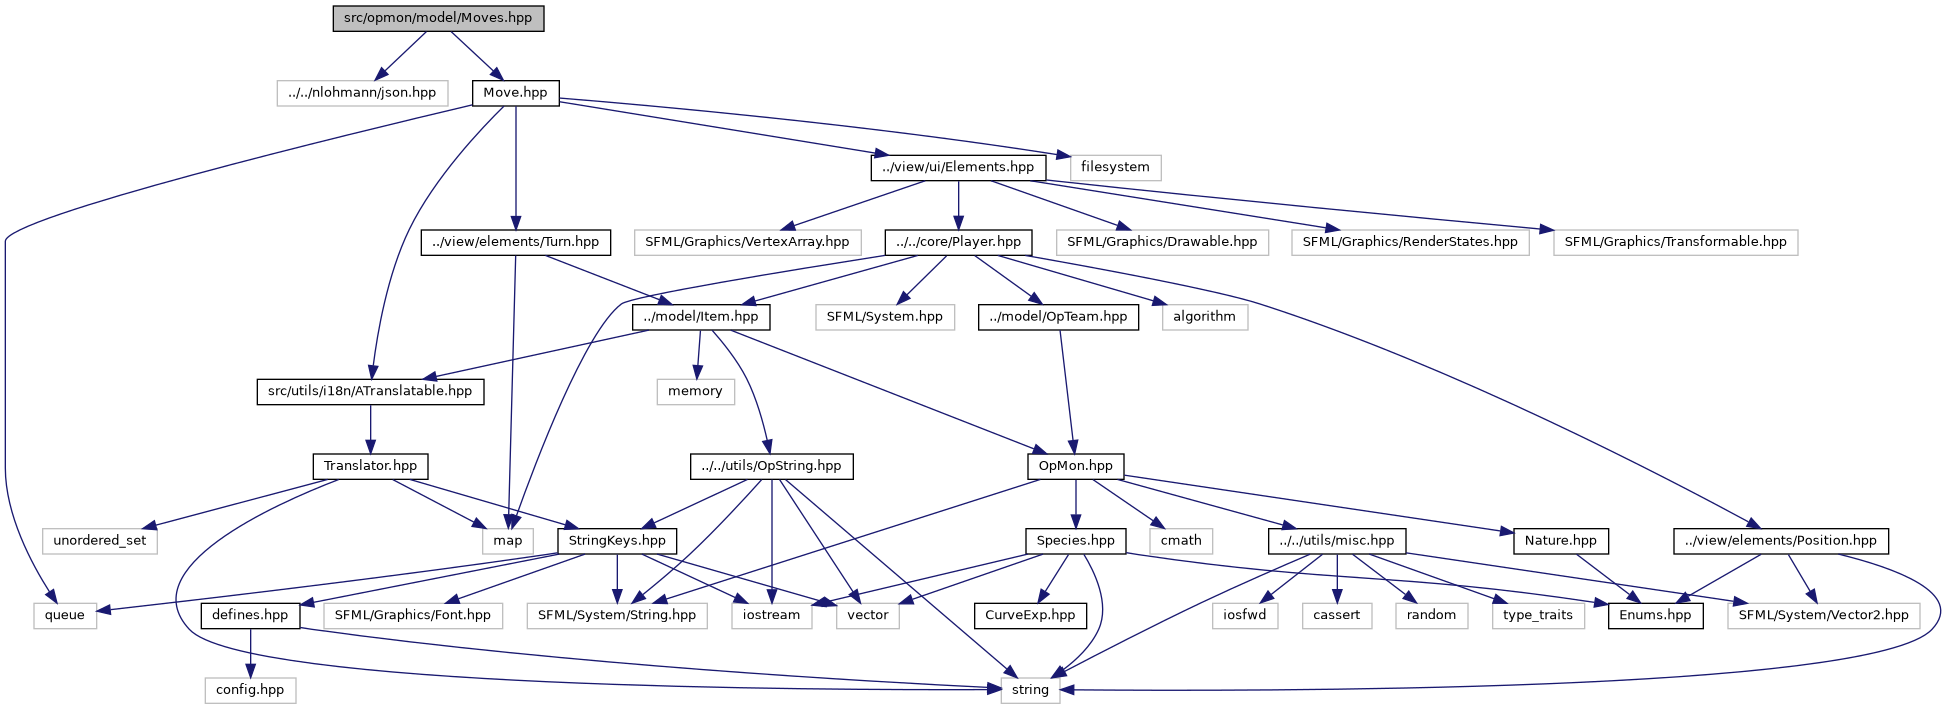 src/opmon/model/Moves.hpp
../../nlohmann/json.hpp
Move.hpp
../view/ui/Elements.hpp
filesystem
../view/elements/Turn.hpp
SFML/Graphics/VertexArray.hpp
../../core/Player.hpp
SFML/Graphics/Drawable.hpp
SFML/Graphics/RenderStates.hpp
SFML/Graphics/Transformable.hpp
../model/Item.hpp
SFML/System.hpp
../model/OpTeam.hpp
algorithm
src/utils/i18n/ATranslatable.hpp
memory
Translator.hpp
../../utils/OpString.hpp
OpMon.hpp
unordered_set
map
StringKeys.hpp
Species.hpp
cmath
../../utils/misc.hpp
Nature.hpp
../view/elements/Position.hpp
queue
defines.hpp
SFML/Graphics/Font.hpp
SFML/System/String.hpp
iostream
vector
CurveExp.hpp
iosfwd
cassert
random
type_traits
Enums.hpp
SFML/System/Vector2.hpp
config.hpp
string